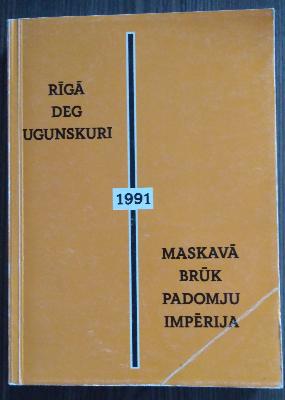 RĪGĀ
DEG
UGUNSKURI
1991
MASKAVĀ
BRŪK
PADOMJU
IMPĒRIJA